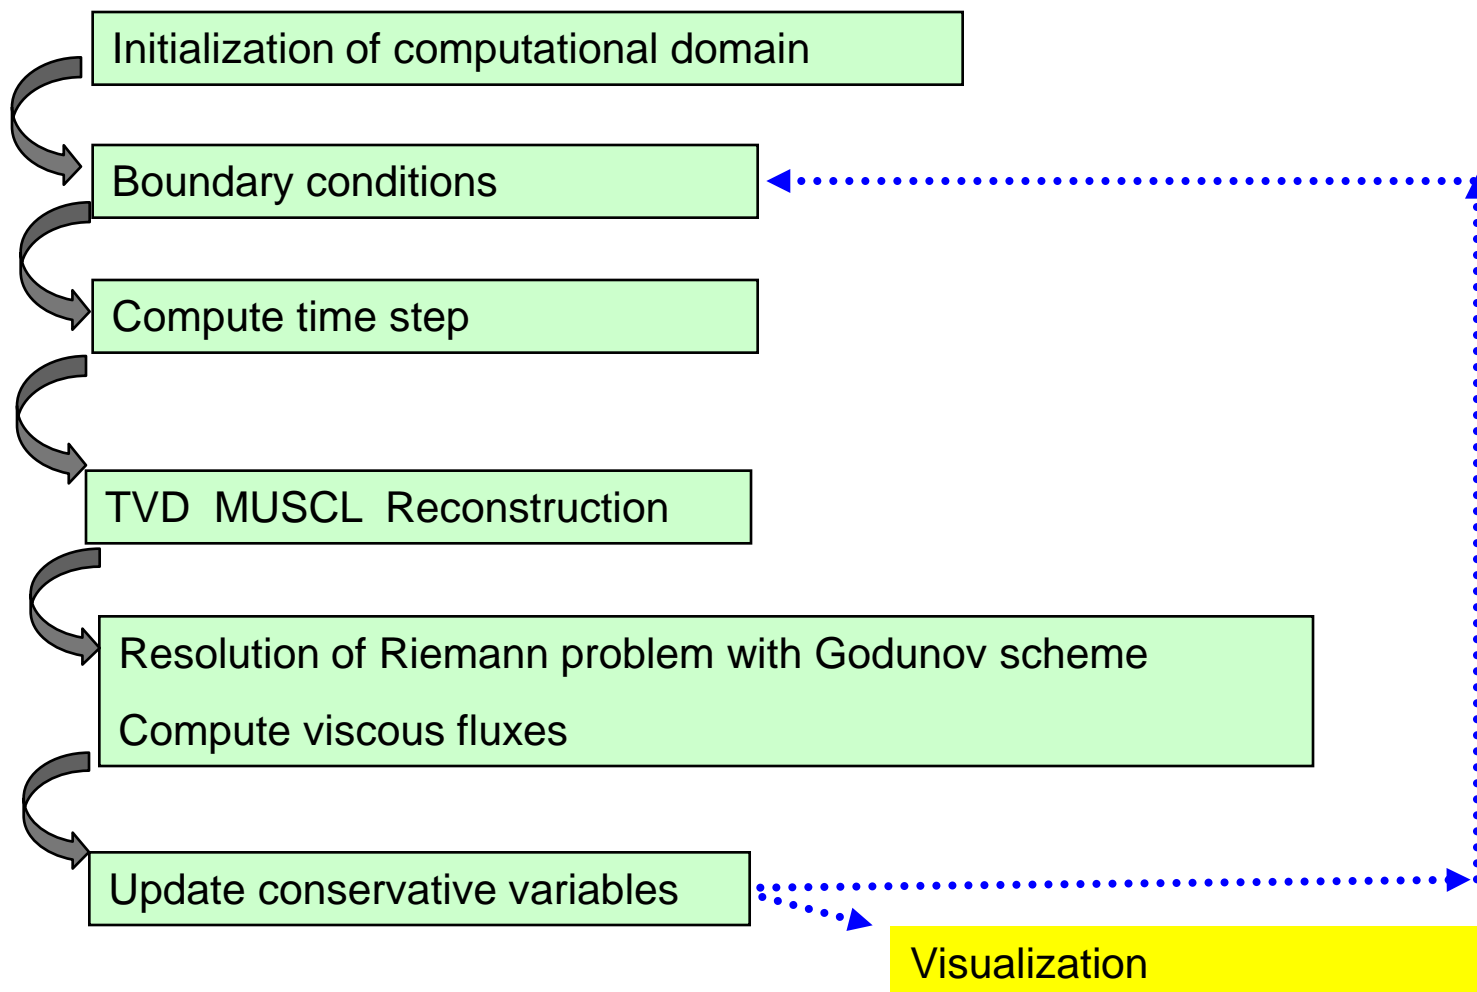 Initialization of computational domain
Boundary conditions
Compute time step
TVD MUSCL Reconstruction
Resolution of Riemann problem with Godunov scheme
Compute viscous fluxes
Update conservative variables
Visualization